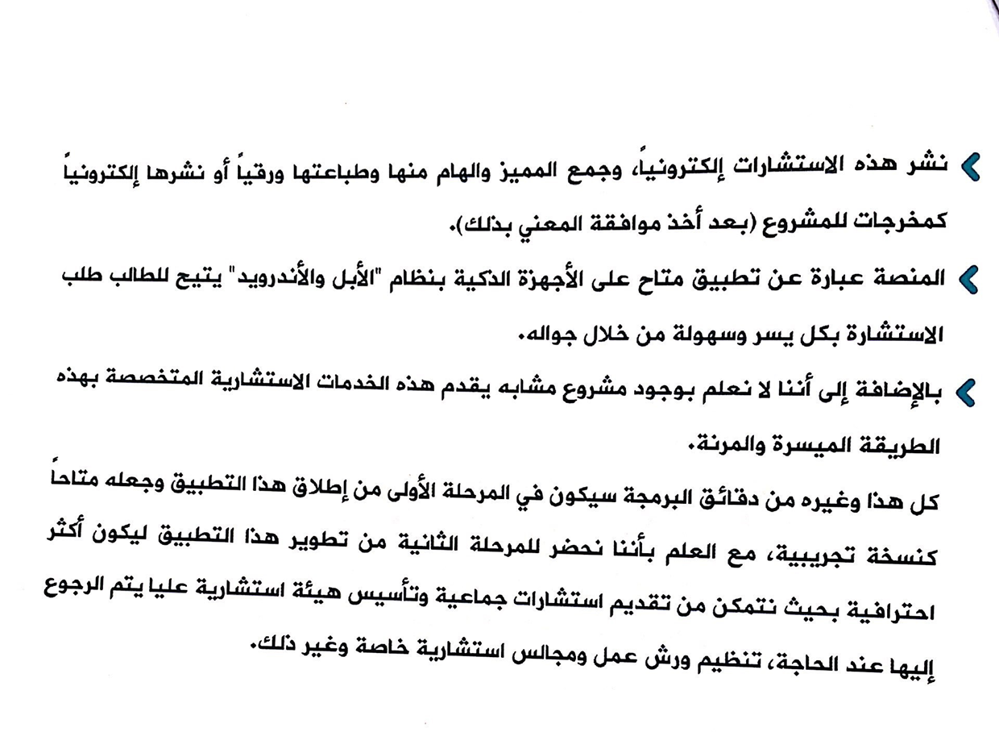 نشر هذه الاستشارات إلكترونياً، وجمع المميز والهام منها وطباعتها ورقياً أو نشرها إلكترونياً
كمخرجات للمشروع (بعد أخذ موافقة المعني بذلك).
المنصة عبارة عن تطبيق متاح على الأجهزة الذكية بنظام "الأبل والأندرويد" يتيح للطالب طلب
الاستشارة بكل يسر وسهولة من خلال جواله.
بالإضافة إلى أننا لا نعلم بوجود مشروع مشابه يقدم هذه الخدمات الاستشارية المتخصصة بهذه
الطريقة الميسرة والمرنة.
كل هذا وغيره من دقائق البرمجة سيكون في المرحلة الأولى من إطلاق هذا التطبيق وجعله متاحاً
كنسخة تجريبية، مع العلم بأننا نحضر للمرحلة الثانية من تطوير هذا التطبيق ليكون أكثر
احترافية بحيث نتمكن من تقديم استشارات جماعية وتأسيس هيئة استشارية عليا يتم الرجوع
إليها عند الحاجة، تنظيم ورش عمل ومجالس استشارية خاصة وغير ذلك.